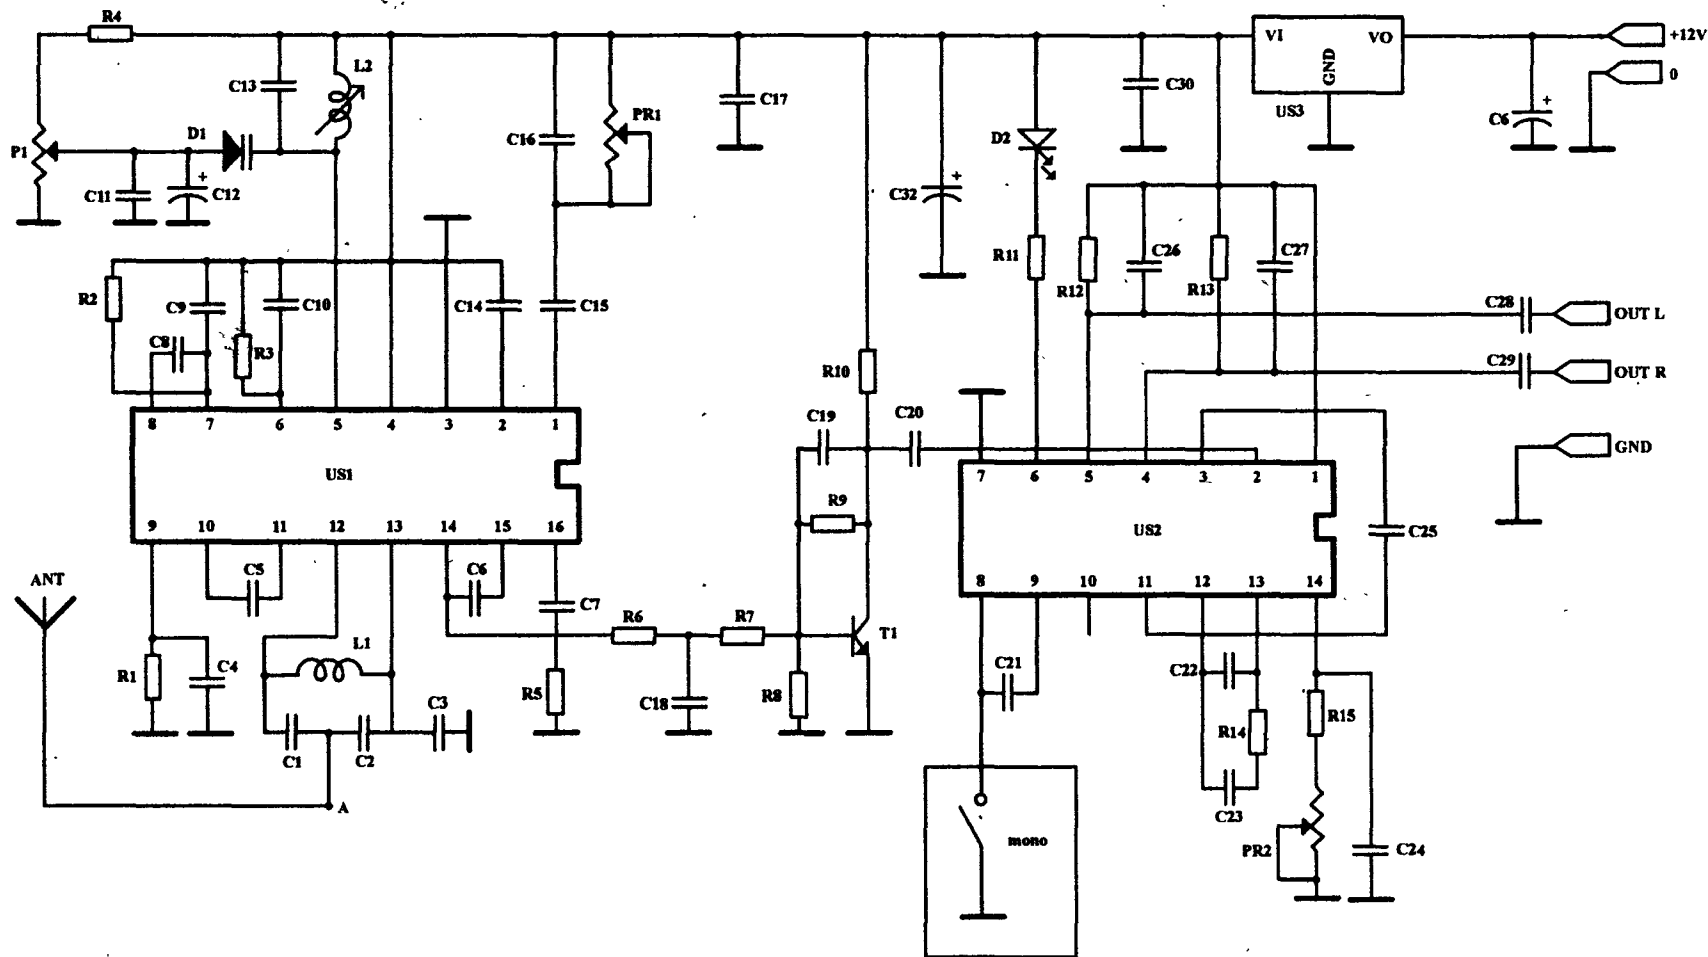 R4
VI VO +12V
GND
L2
C13 C30 0
C17 PR1 US3 C6
D1 D2
P1 C16
C11 C12 C32
R11 C26 C27
R2 C9 C10 C14 C15 R12 R13
C28 OUT L
C8 R3
C29 OUT R
R10
8 7 6 5 4 3 2 1
C19 C20
US1
GND
7 6 5 4 3 2 1
R9
9 10 11 12 13 14 15 16
US2 C25
ANT C5 C6
8 9 10 11 12 13 14
C7
R6 R7 T1
L1
R1 C4 R5 C18 R8 C21 C22
C3 R14 R15
C1 C2
A
C23
mono PR2 C24
+
+
+